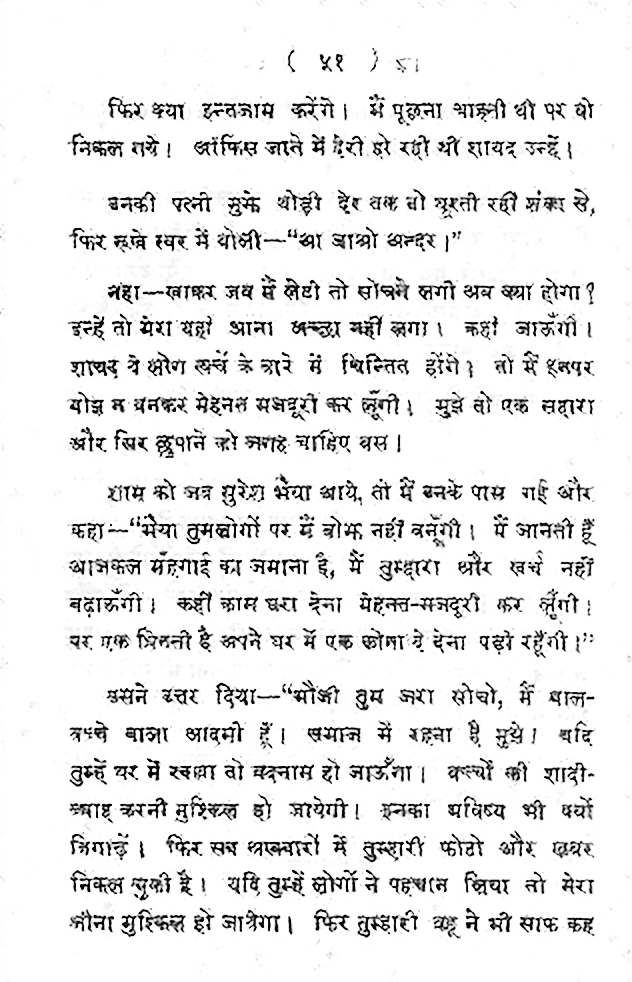 ( ५१ )
फिर क्या इन्तजाम करेंगे। मैं पूछना चाहती थी पर वो
निकल गये। ऑफिस जाने में देरी हो रही थी शायद उन्हें।
उनकी पत्नी मुझे थोड़ी देर तक तो घूरती रहीं शंका से,
फिर रूखे स्वर में बोली—“आ जाओ अन्दर।”
नहा—खाकर जब मैं लेटी तो सोचने लगी अब क्या होगा?
इन्हें तो मेरा यहाँ आना अच्छा नहीं लगा। कहाँ जाऊँगी।
शायद ये लोग खर्च के बारे में चिन्तित होंगे। तो मैं इनपर
बोझ न बनकर मेहनत मजदूरी कर लूँगी। मुझे तो एक सहारा
और सिर छुपाने को जगह चाहिए बस।
शाम को जब सुरेश भैया आये, तो मैं उनके पास गई और
कहा—“भैया तुमलोगों पर मैं बोझ नहीं बनूँगी। मैं जानती हूँ
आजकल मँहगाई का जमाना है, मैं तुम्हारा और खर्च नहीं
बढ़ाऊँगी। कहीं काम धरा देना मेहनत-मजदूरी कर लूँगी।
पर एक विनती है अपने घर में एक कोना दे देना पड़ी रहूँगी।”
उसने उत्तर दिया—“भौजी तुम जरा सोचो, मैं बाल-
बच्चे वाला आदमी हूँ। समाज में रहना है मुझे। यदि
तुम्हें घर में रक्खा तो बदनाम हो जाऊँगा। बच्चों की शादी-
ब्याह करनी मुश्किल हो जायेगी। इनका भविष्य भी क्यों
बिगाड़ें। फिर सब अखबारों में तुम्हारी फोटो और खबर
निकल चुकी है। यदि तुम्हें लोगों ने पहचान लिया तो मेरा
जीना मुश्किल हो जायेगा। फिर तुम्हारी बहू ने भी साफ कह